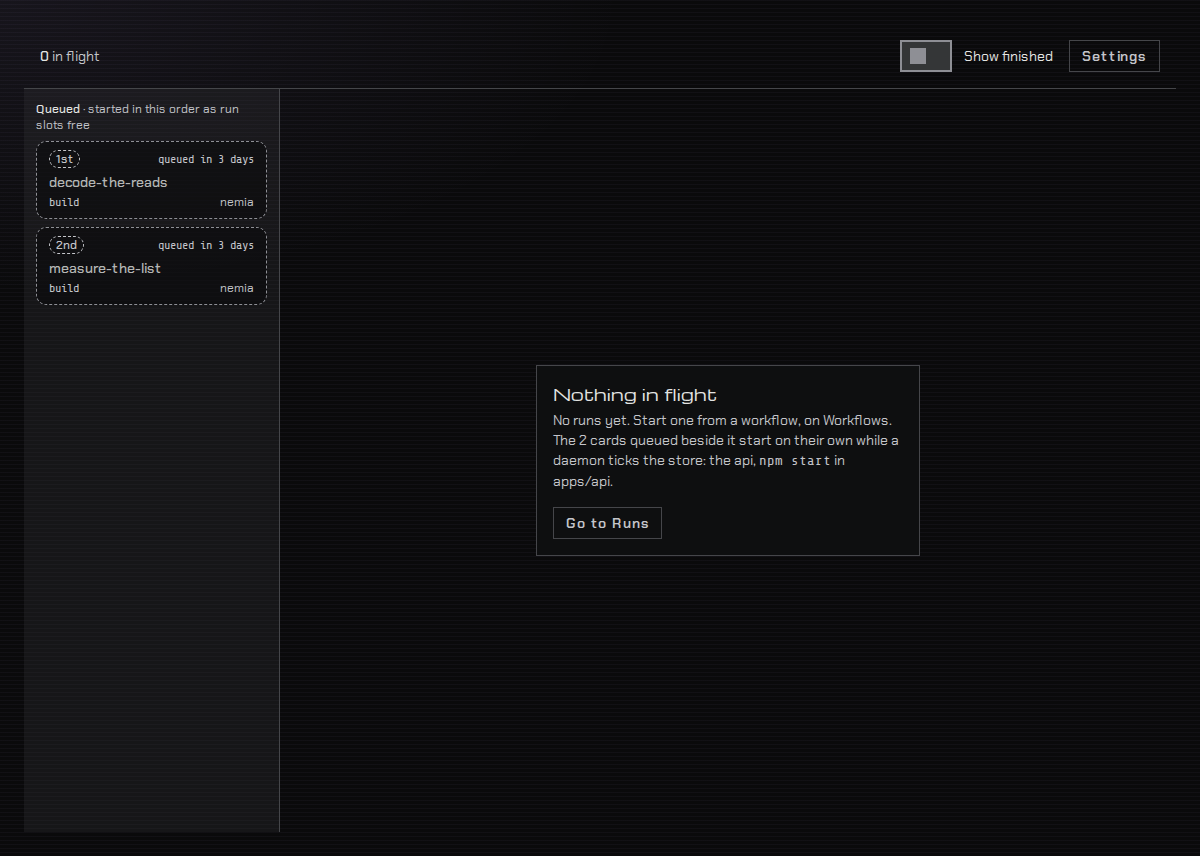 0 in flight
Show finished
Settings
Queued · started in this order as run
slots free
1st
queued in 3 days
decode-the-reads
build
nemia
2nd
queued in 3 days
measure-the-list
build
nemia
Nothing in flight
No runs yet. Start one from a workflow, on Workflows.
The 2 cards queued beside it start on their own while a
daemon ticks the store: the api, npm start in
apps/api.
Go to Runs